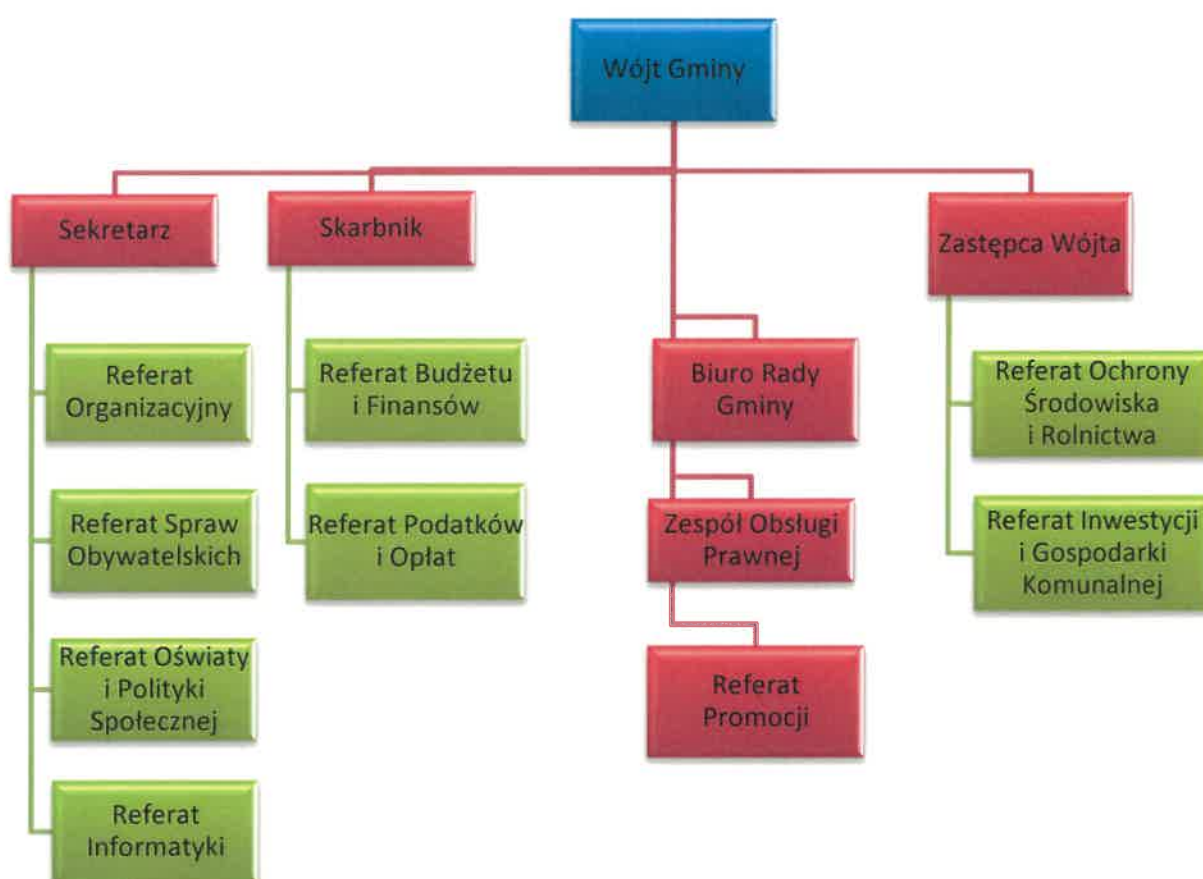 Wójt Gminy
Sekretarz
Skarbnik
Zastępca Wójta
Referat
Organizacyjny
Referat Spraw
Obywatelskich
Referat Oświaty
i Polityki
Społecznej
Referat
Informatyki
Referat Budżetu
i Finansów
Referat Podatków
i Opłat
Biuro Rady
Gminy
Zespół Obsługi
Prawnej
Referat
Promocji
Referat Ochrony
Środowiska
i Rolnictwa
Referat Inwestycji
i Gospodarki
Komunalnej